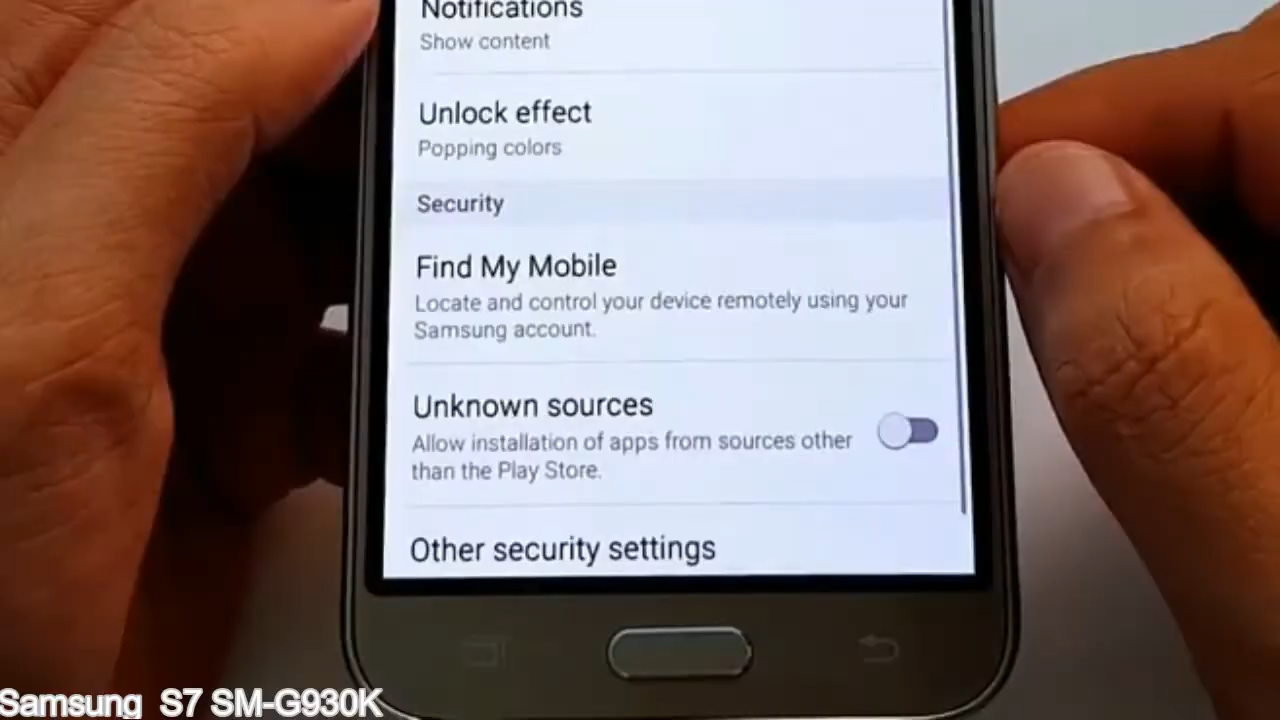 Notifications
Show content
Unlock effect
Popping colors
Security
Find My Mobile
Locate and control your device remotely using your
Samsung account.
Unknown sources
Allow installation of apps from sources other
than the Play Store.
Other security settings
Samsung S7 SM-G930K